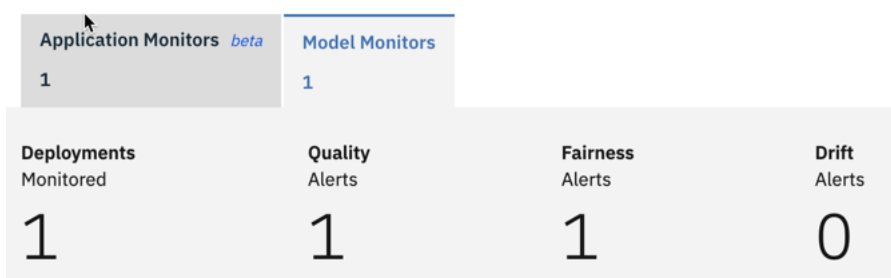 Application Monitors beta
1
Model Monitors
1
Deployments
Monitored
1
Quality
Alerts
1
Fairness
Alerts
1
Drift
Alerts
0